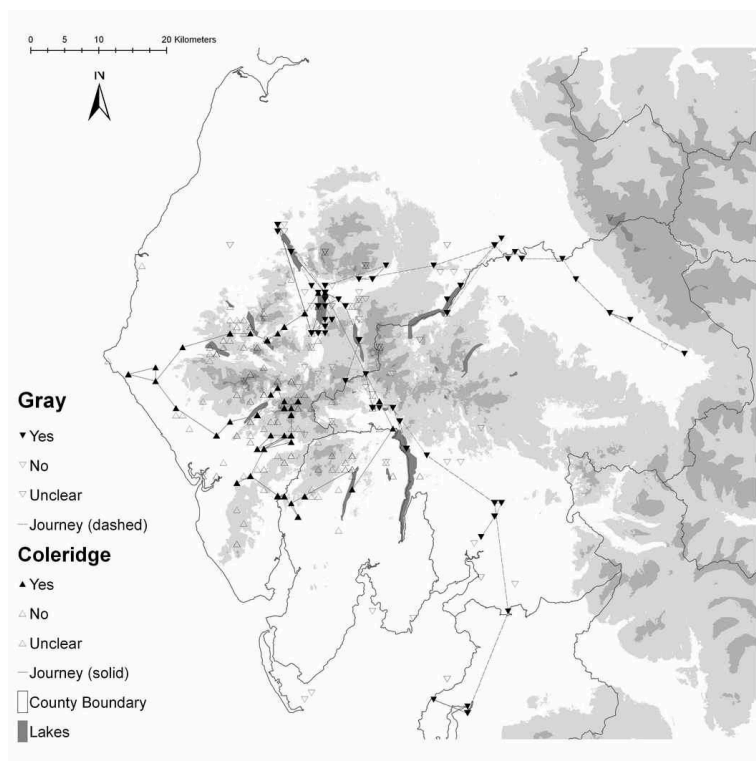 0 5 10 20 Kilometers
N
Gray
Yes
No
Unclear
Journey (dashed)
Coleridge
Yes
No
Unclear
Journey (solid)
County Boundary
Lakes